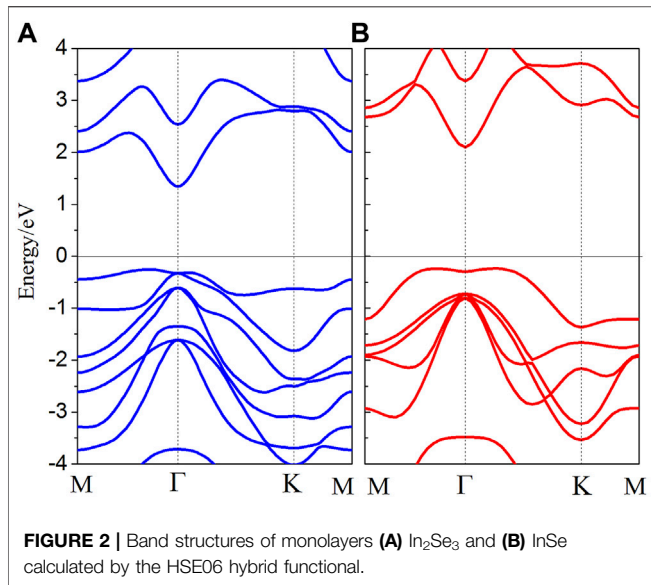 A
B
4
3
2
1
0
-1
-2
-3
-4
Energy/eV
M Γ K M
M Γ K M
FIGURE 2 | Band structures of monolayers (A) In₂Se₃ and (B) InSe
calculated by the HSE06 hybrid functional.